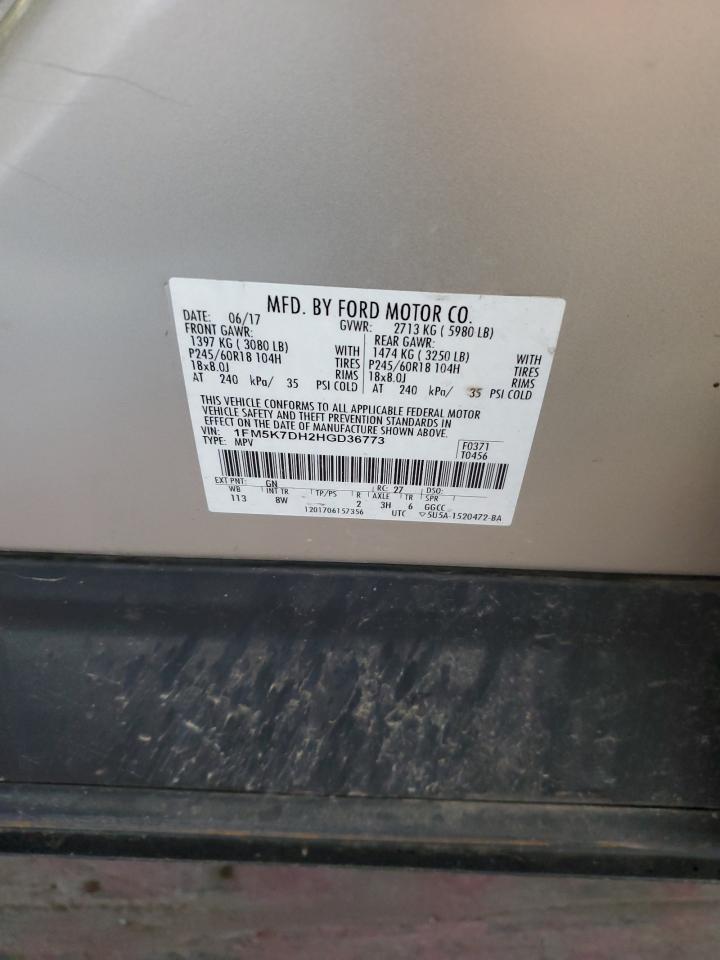 MFD. BY FORD MOTOR CO.
DATE: 06/17 GVWR: 2713 KG ( 5980 LB)
FRONT GAWR: REAR GAWR:
1397 KG ( 3080 LB) WITH 1474 KG ( 3250 LB) WITH
P245/60R18 104H TIRES P245/60R18 104H TIRES
18x8.0J RIMS 18x8.0J RIMS
AT 240 kPa/ 35 PSI COLD AT 240 kPa/ 35 PSI COLD
THIS VEHICLE CONFORMS TO ALL APPLICABLE FEDERAL MOTOR
VEHICLE SAFETY AND THEFT PREVENTION STANDARDS IN
EFFECT ON THE DATE OF MANUFACTURE SHOWN ABOVE.
VIN: 1FM5K7DH2HGD36773 F0371
TYPE: MPV T0456
EXT PNT: GN RC: 27 DSO:
WB INT TR TP/PS R AXLE TR SPR
113 8W 2 3H 6 GGCC
1201706157356 UTC ▽5U5A-1520472-BA